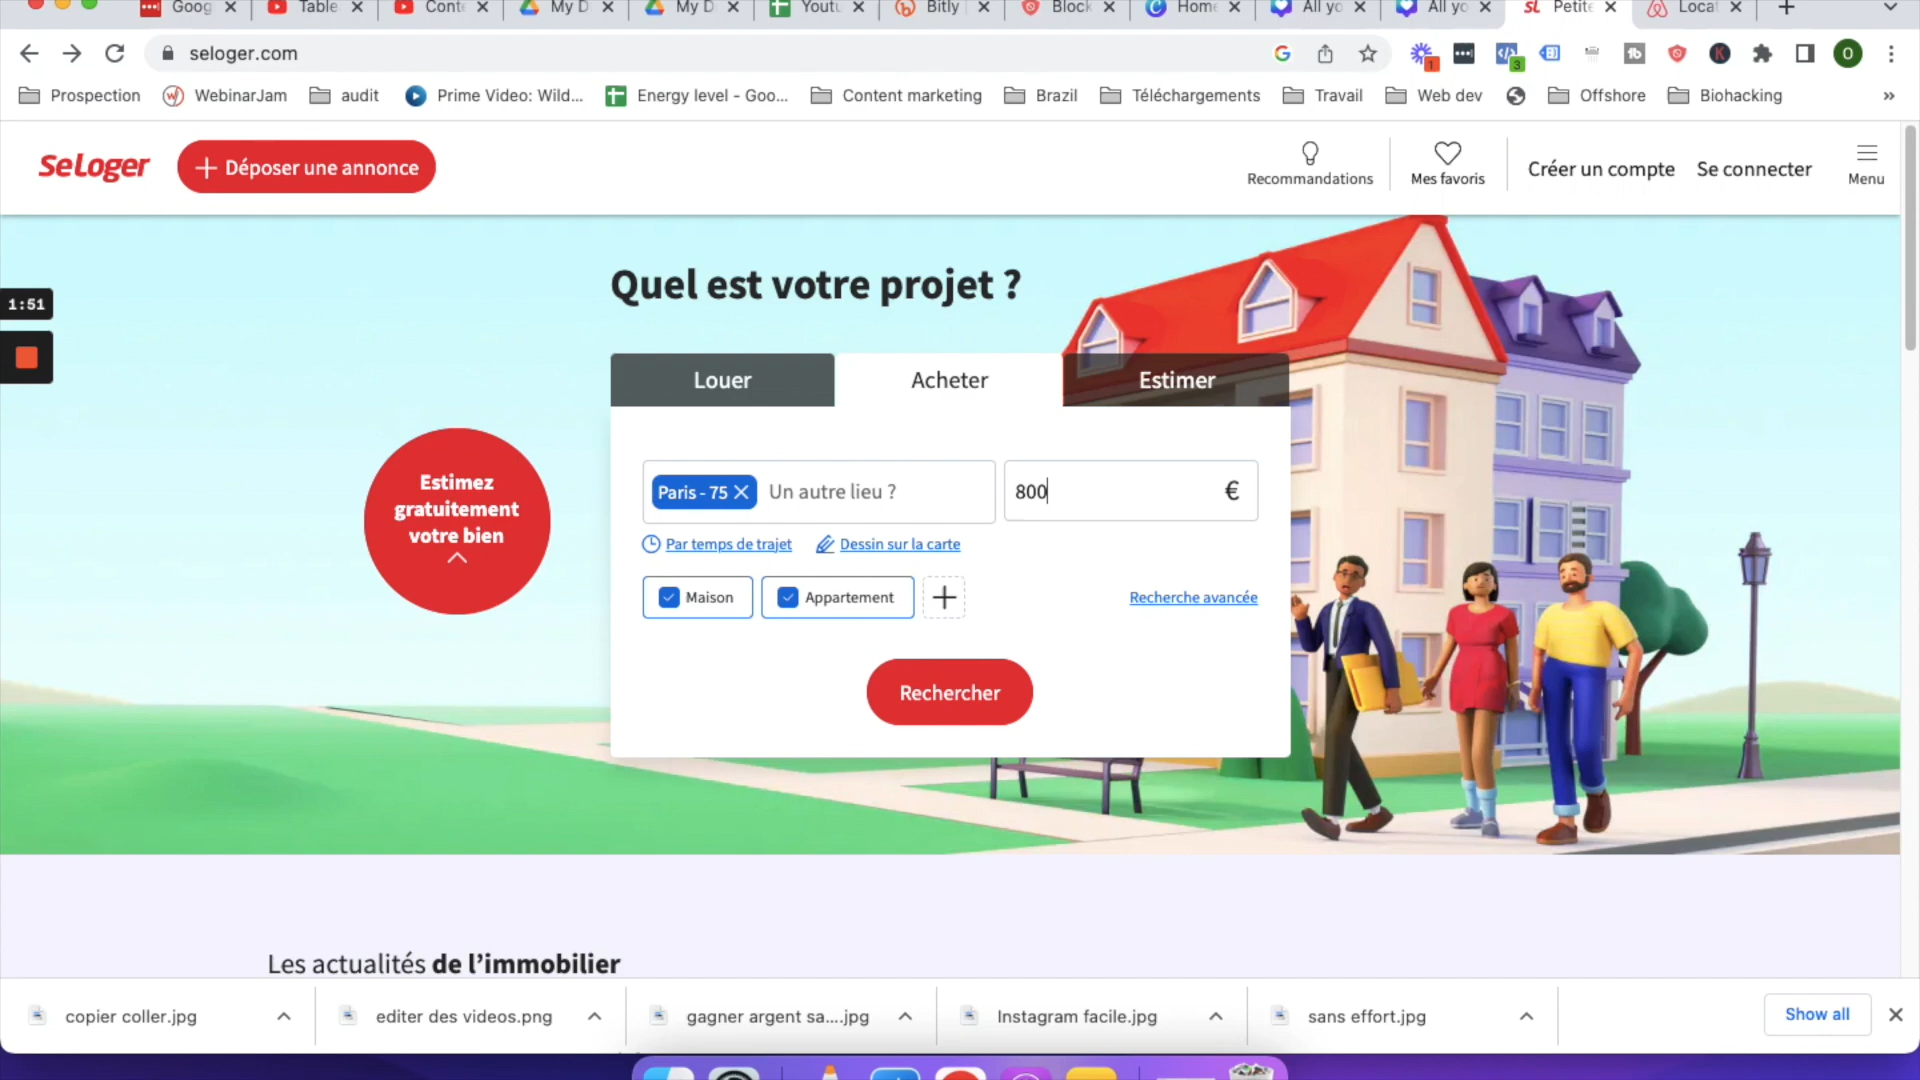 Goog
Table
Conte
My D
My D
Youtu
Bitly
Block
Home
All yo
All yo
Petite
Locat
seloger.com
1
3
O
Prospection
WebinarJam
audit
Prime Video: Wild...
Energy level - Goo...
Content marketing
Brazil
Téléchargements
Travail
Web dev
Offshore
Biohacking
»
SeLoger
+ Déposer une annonce
Recommandations
Mes favoris
Créer un compte
Se connecter
Menu
Quel est votre projet ?
1:51
Louer
Acheter
Estimer
Estimez
gratuitement
votre bien
Paris - 75
Un autre lieu ?
800
€
Par temps de trajet
Dessin sur la carte
Maison
Appartement
Recherche avancée
Rechercher
Les actualités de l’immobilier
copier coller.jpg
editer des videos.png
gagner argent sa....jpg
Instagram facile.jpg
sans effort.jpg
Show all